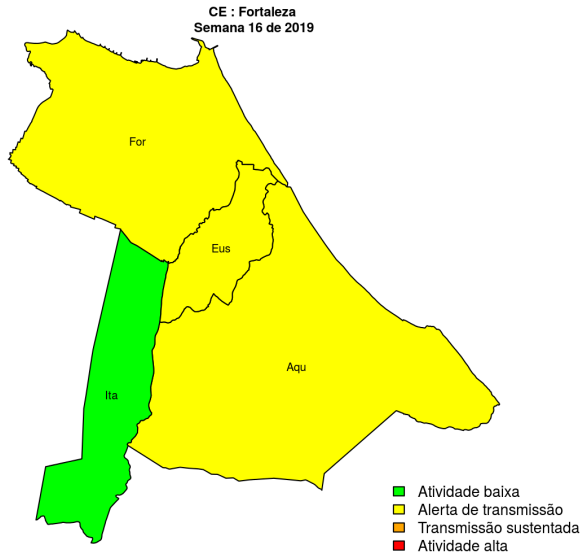 CE : Fortaleza
Semana 16 de 2019
For
Eus
Aqu
Ita
Atividade baixa
Alerta de transmissão
Transmissão sustentada
Atividade alta